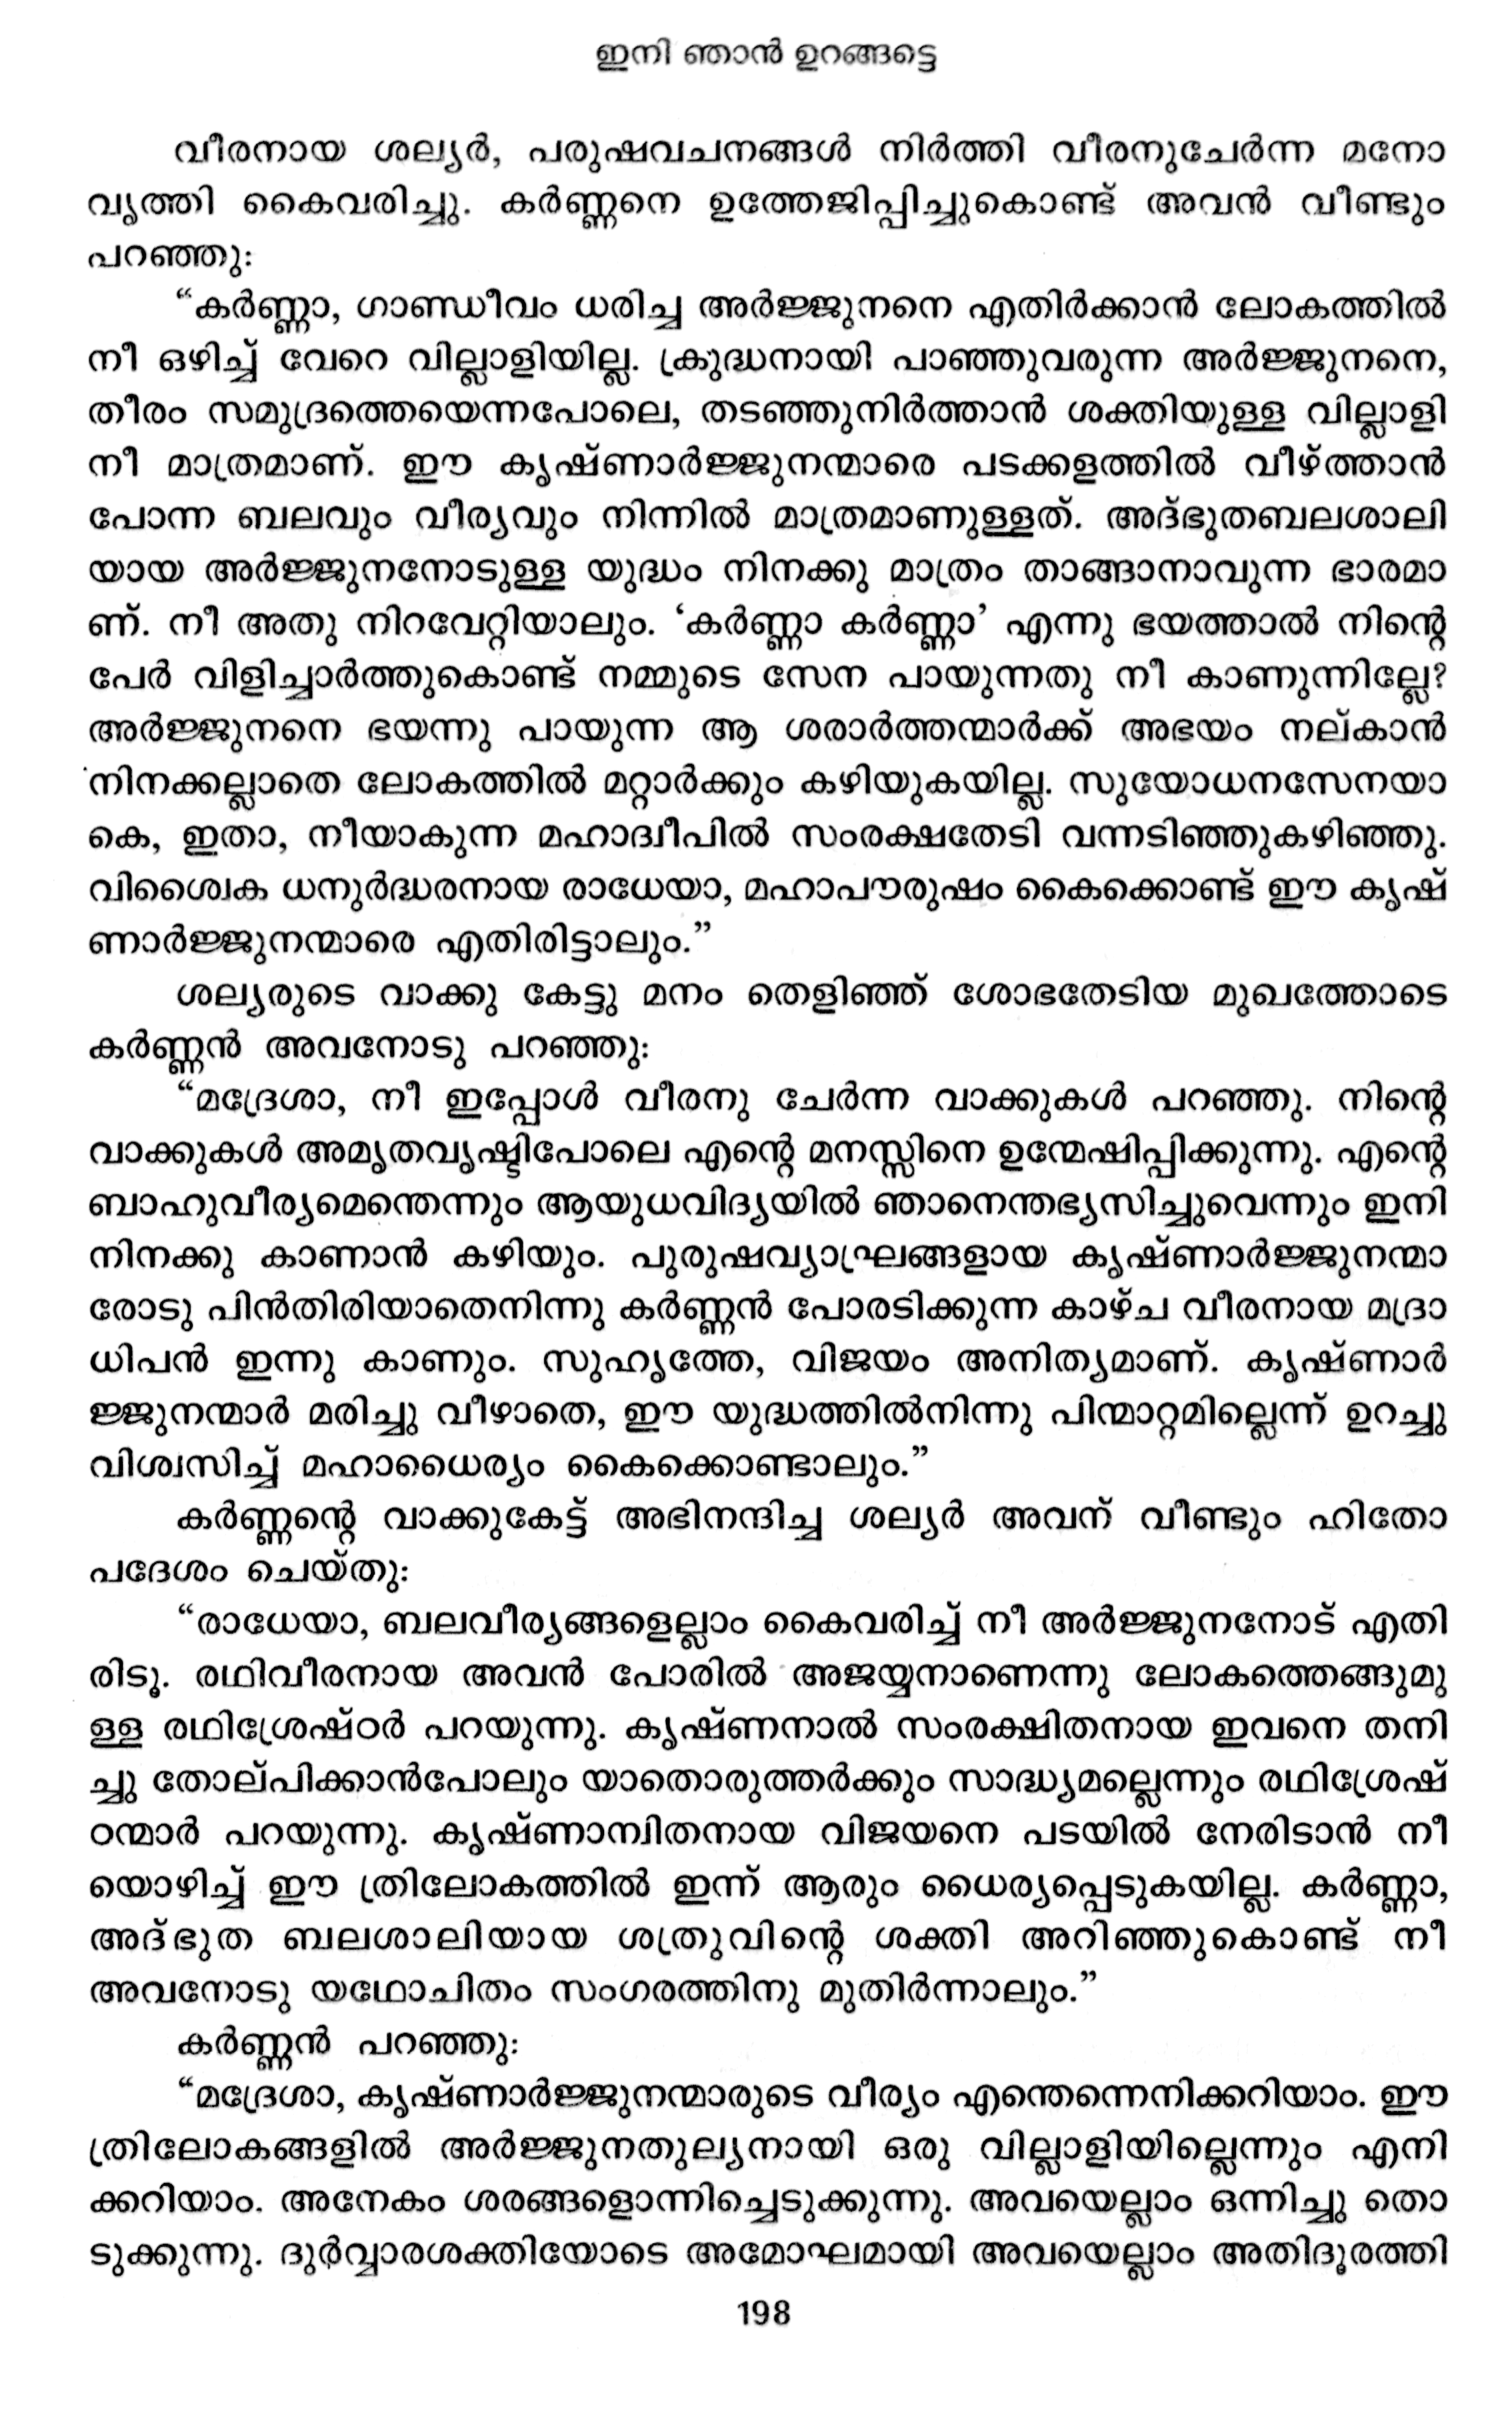 ഇനി ഞാൻ ഉറങ്ങട്ടെ
വീരനായ ശല്യർ, പരുഷവചനങ്ങൾ നിർത്തി വീരനുചേർന്ന മനോ
വൃത്തി കൈവരിച്ചു. കർണ്ണനെ ഉത്തേജിപ്പിച്ചുകൊണ്ട് അവൻ വീണ്ടും
പറഞ്ഞു:
“കർണ്ണാ, ഗാണ്ഡീവം ധരിച്ച അർജ്ജുനനെ എതിർക്കാൻ ലോകത്തിൽ
നീ ഒഴിച്ച് വേറെ വില്ലാളിയില്ല. ക്രുദ്ധനായി പാഞ്ഞുവരുന്ന അർജ്ജുനനെ,
തീരം സമുദ്രത്തെയെന്നപോലെ, തടഞ്ഞുനിർത്താൻ ശക്തിയുള്ള വില്ലാളി
നീ മാത്രമാണ്. ഈ കൃഷ്ണാർജ്ജുനന്മാരെ പടക്കളത്തിൽ വീഴ്ത്താൻ
പോന്ന ബലവും വീര്യവും നിന്നിൽ മാത്രമാണുള്ളത്. അദ്ഭുതബലശാലി
യായ അർജ്ജുനനോടുള്ള യുദ്ധം നിനക്കു മാത്രം താങ്ങാനാവുന്ന ഭാരമാ
ണ്. നീ അതു നിറവേറ്റിയാലും. ‘കർണ്ണാ കർണ്ണാ’ എന്നു ഭയത്താൽ നിന്റെ
പേർ വിളിച്ചാർത്തുകൊണ്ട് നമ്മുടെ സേന പായുന്നതു നീ കാണുന്നില്ലേ?
അർജ്ജുനനെ ഭയന്നു പായുന്ന ആ ശരാർത്തന്മാർക്ക് അഭയം നല്കാൻ
നിനക്കല്ലാതെ ലോകത്തിൽ മറ്റാർക്കും കഴിയുകയില്ല. സുയോധനസേനയാ
കെ, ഇതാ, നീയാകുന്ന മഹാദ്വീപിൽ സംരക്ഷതേടി വന്നടിഞ്ഞുകഴിഞ്ഞു.
വിശ്വൈക ധനുർദ്ധരനായ രാധേയാ, മഹാപൗരുഷം കൈക്കൊണ്ട് ഈ കൃഷ്
ണാർജ്ജുനന്മാരെ എതിരിട്ടാലും.”
ശല്യരുടെ വാക്കു കേട്ടു മനം തെളിഞ്ഞ് ശോഭതേടിയ മുഖത്തോടെ
കർണ്ണൻ അവനോടു പറഞ്ഞു:
“മദ്രേശാ, നീ ഇപ്പോൾ വീരനു ചേർന്ന വാക്കുകൾ പറഞ്ഞു. നിന്റെ
വാക്കുകൾ അമൃതവൃഷ്ടിപോലെ എന്റെ മനസ്സിനെ ഉന്മേഷിപ്പിക്കുന്നു. എന്റെ
ബാഹുവീര്യമെന്തെന്നും ആയുധവിദ്യയിൽ ഞാനെന്തഭ്യസിച്ചുവെന്നും ഇനി
നിനക്കു കാണാൻ കഴിയും. പുരുഷവ്യാഘ്രങ്ങളായ കൃഷ്ണാർജ്ജുനന്മാ
രോടു പിൻതിരിയാതെനിന്നു കർണ്ണൻ പോരടിക്കുന്ന കാഴ്ച വീരനായ മദ്രാ
ധിപൻ ഇന്നു കാണും. സുഹൃത്തേ, വിജയം അനിത്യമാണ്. കൃഷ്ണാർ
ജ്ജുനന്മാർ മരിച്ചു വീഴാതെ, ഈ യുദ്ധത്തിൽനിന്നു പിന്മാറ്റമില്ലെന്ന് ഉറച്ചു
വിശ്വസിച്ച് മഹാധൈര്യം കൈക്കൊണ്ടാലും.”
കർണ്ണന്റെ വാക്കുകേട്ട് അഭിനന്ദിച്ച ശല്യർ അവന് വീണ്ടും ഹിതോ
പദേശം ചെയ്തു:
“രാധേയാ, ബലവീര്യങ്ങളെല്ലാം കൈവരിച്ച് നീ അർജ്ജുനനോട് എതി
രിടൂ. രഥിവീരനായ അവൻ പോരിൽ അജയ്യനാണെന്നു ലോകത്തെങ്ങുമു
ള്ള രഥിശ്രേഷ്ഠർ പറയുന്നു. കൃഷ്ണനാൽ സംരക്ഷിതനായ ഇവനെ തനി
ച്ചു തോല്പിക്കാൻപോലും യാതൊരുത്തർക്കും സാദ്ധ്യമല്ലെന്നും രഥിശ്രേഷ്
ഠന്മാർ പറയുന്നു. കൃഷ്ണാന്വിതനായ വിജയനെ പടയിൽ നേരിടാൻ നീ
യൊഴിച്ച് ഈ ത്രിലോകത്തിൽ ഇന്ന് ആരും ധൈര്യപ്പെടുകയില്ല. കർണ്ണാ,
അദ്ഭുത ബലശാലിയായ ശത്രുവിന്റെ ശക്തി അറിഞ്ഞുകൊണ്ട് നീ
അവനോടു യഥോചിതം സംഗരത്തിനു മുതിർന്നാലും.”
കർണ്ണൻ പറഞ്ഞു:
“മദ്രേശാ, കൃഷ്ണാർജ്ജുനന്മാരുടെ വീര്യം എന്തെന്നെനിക്കറിയാം. ഈ
ത്രിലോകങ്ങളിൽ അർജ്ജുനതുല്യനായി ഒരു വില്ലാളിയില്ലെന്നും എനി
ക്കറിയാം. അനേകം ശരങ്ങളൊന്നിച്ചെടുക്കുന്നു. അവയെല്ലാം ഒന്നിച്ചു തൊ
ടുക്കുന്നു. ദുർവ്വാരശക്തിയോടെ അമോഘമായി അവയെല്ലാം അതിദൂരത്തി
198